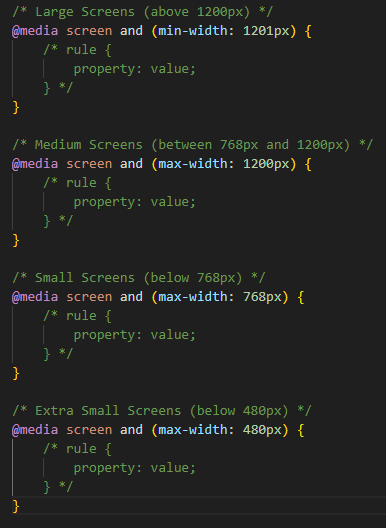 /* Large Screens (above 1200px) */
@media screen and (min-width: 1201px) {
/* rule {
property: value;
} */
}
/* Medium Screens (between 768px and 1200px) */
@media screen and (max-width: 1200px) {
/* rule {
property: value;
} */
}
/* Small Screens (below 768px) */
@media screen and (max-width: 768px) {
/* rule {
property: value;
} */
}
/* Extra Small Screens (below 480px) */
@media screen and (max-width: 480px) {
/* rule {
property: value;
} */
}